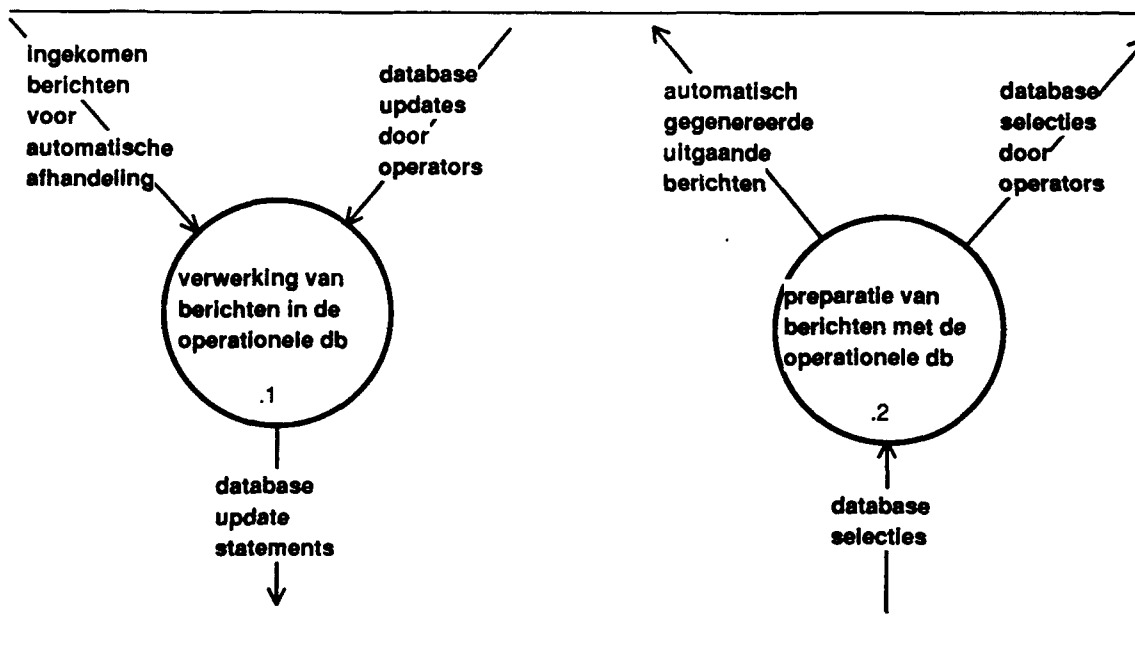 ingekomen
berichten
voor
automatische
afhandeling
database
updates
door
operators
automatisch
gegenereerde
uitgaande
berichten
database
selecties
door
operators
verwerking van
berichten in de
operationele db
.1
preparatie van
berichten met de
operationele db
.2
database
update
statements
database
selecties